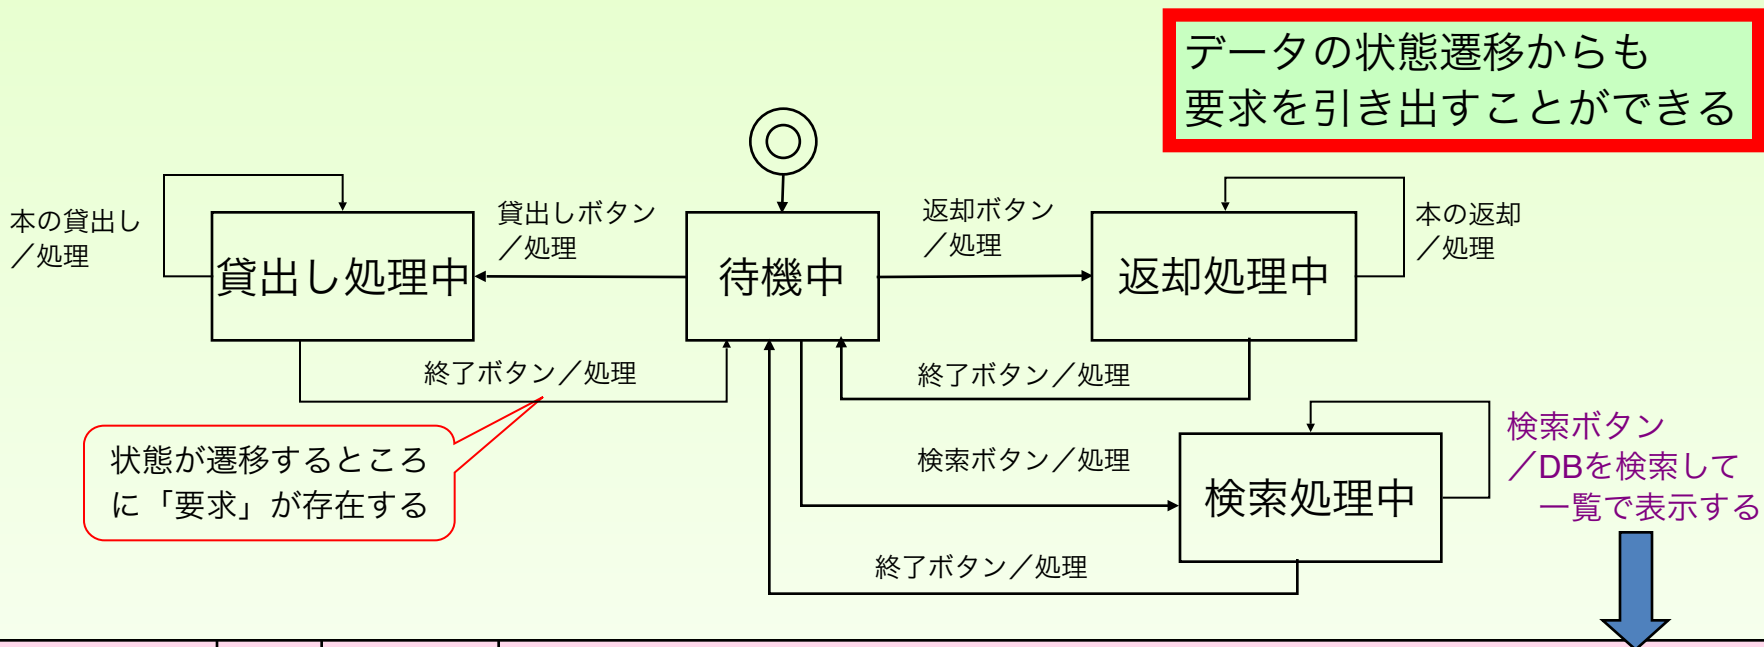 データの状態遷移からも
要求を引き出すことができる
本の貸出し
／処理
貸出し処理中
貸出しボタン
／処理
待機中
返却ボタン
／処理
返却処理中
本の返却
／処理
終了ボタン／処理
終了ボタン／処理
状態が遷移するところ
に「要求」が存在する
検索ボタン／処理
検索処理中
検索ボタン
／DBを検索して
一覧で表示する
終了ボタン／処理